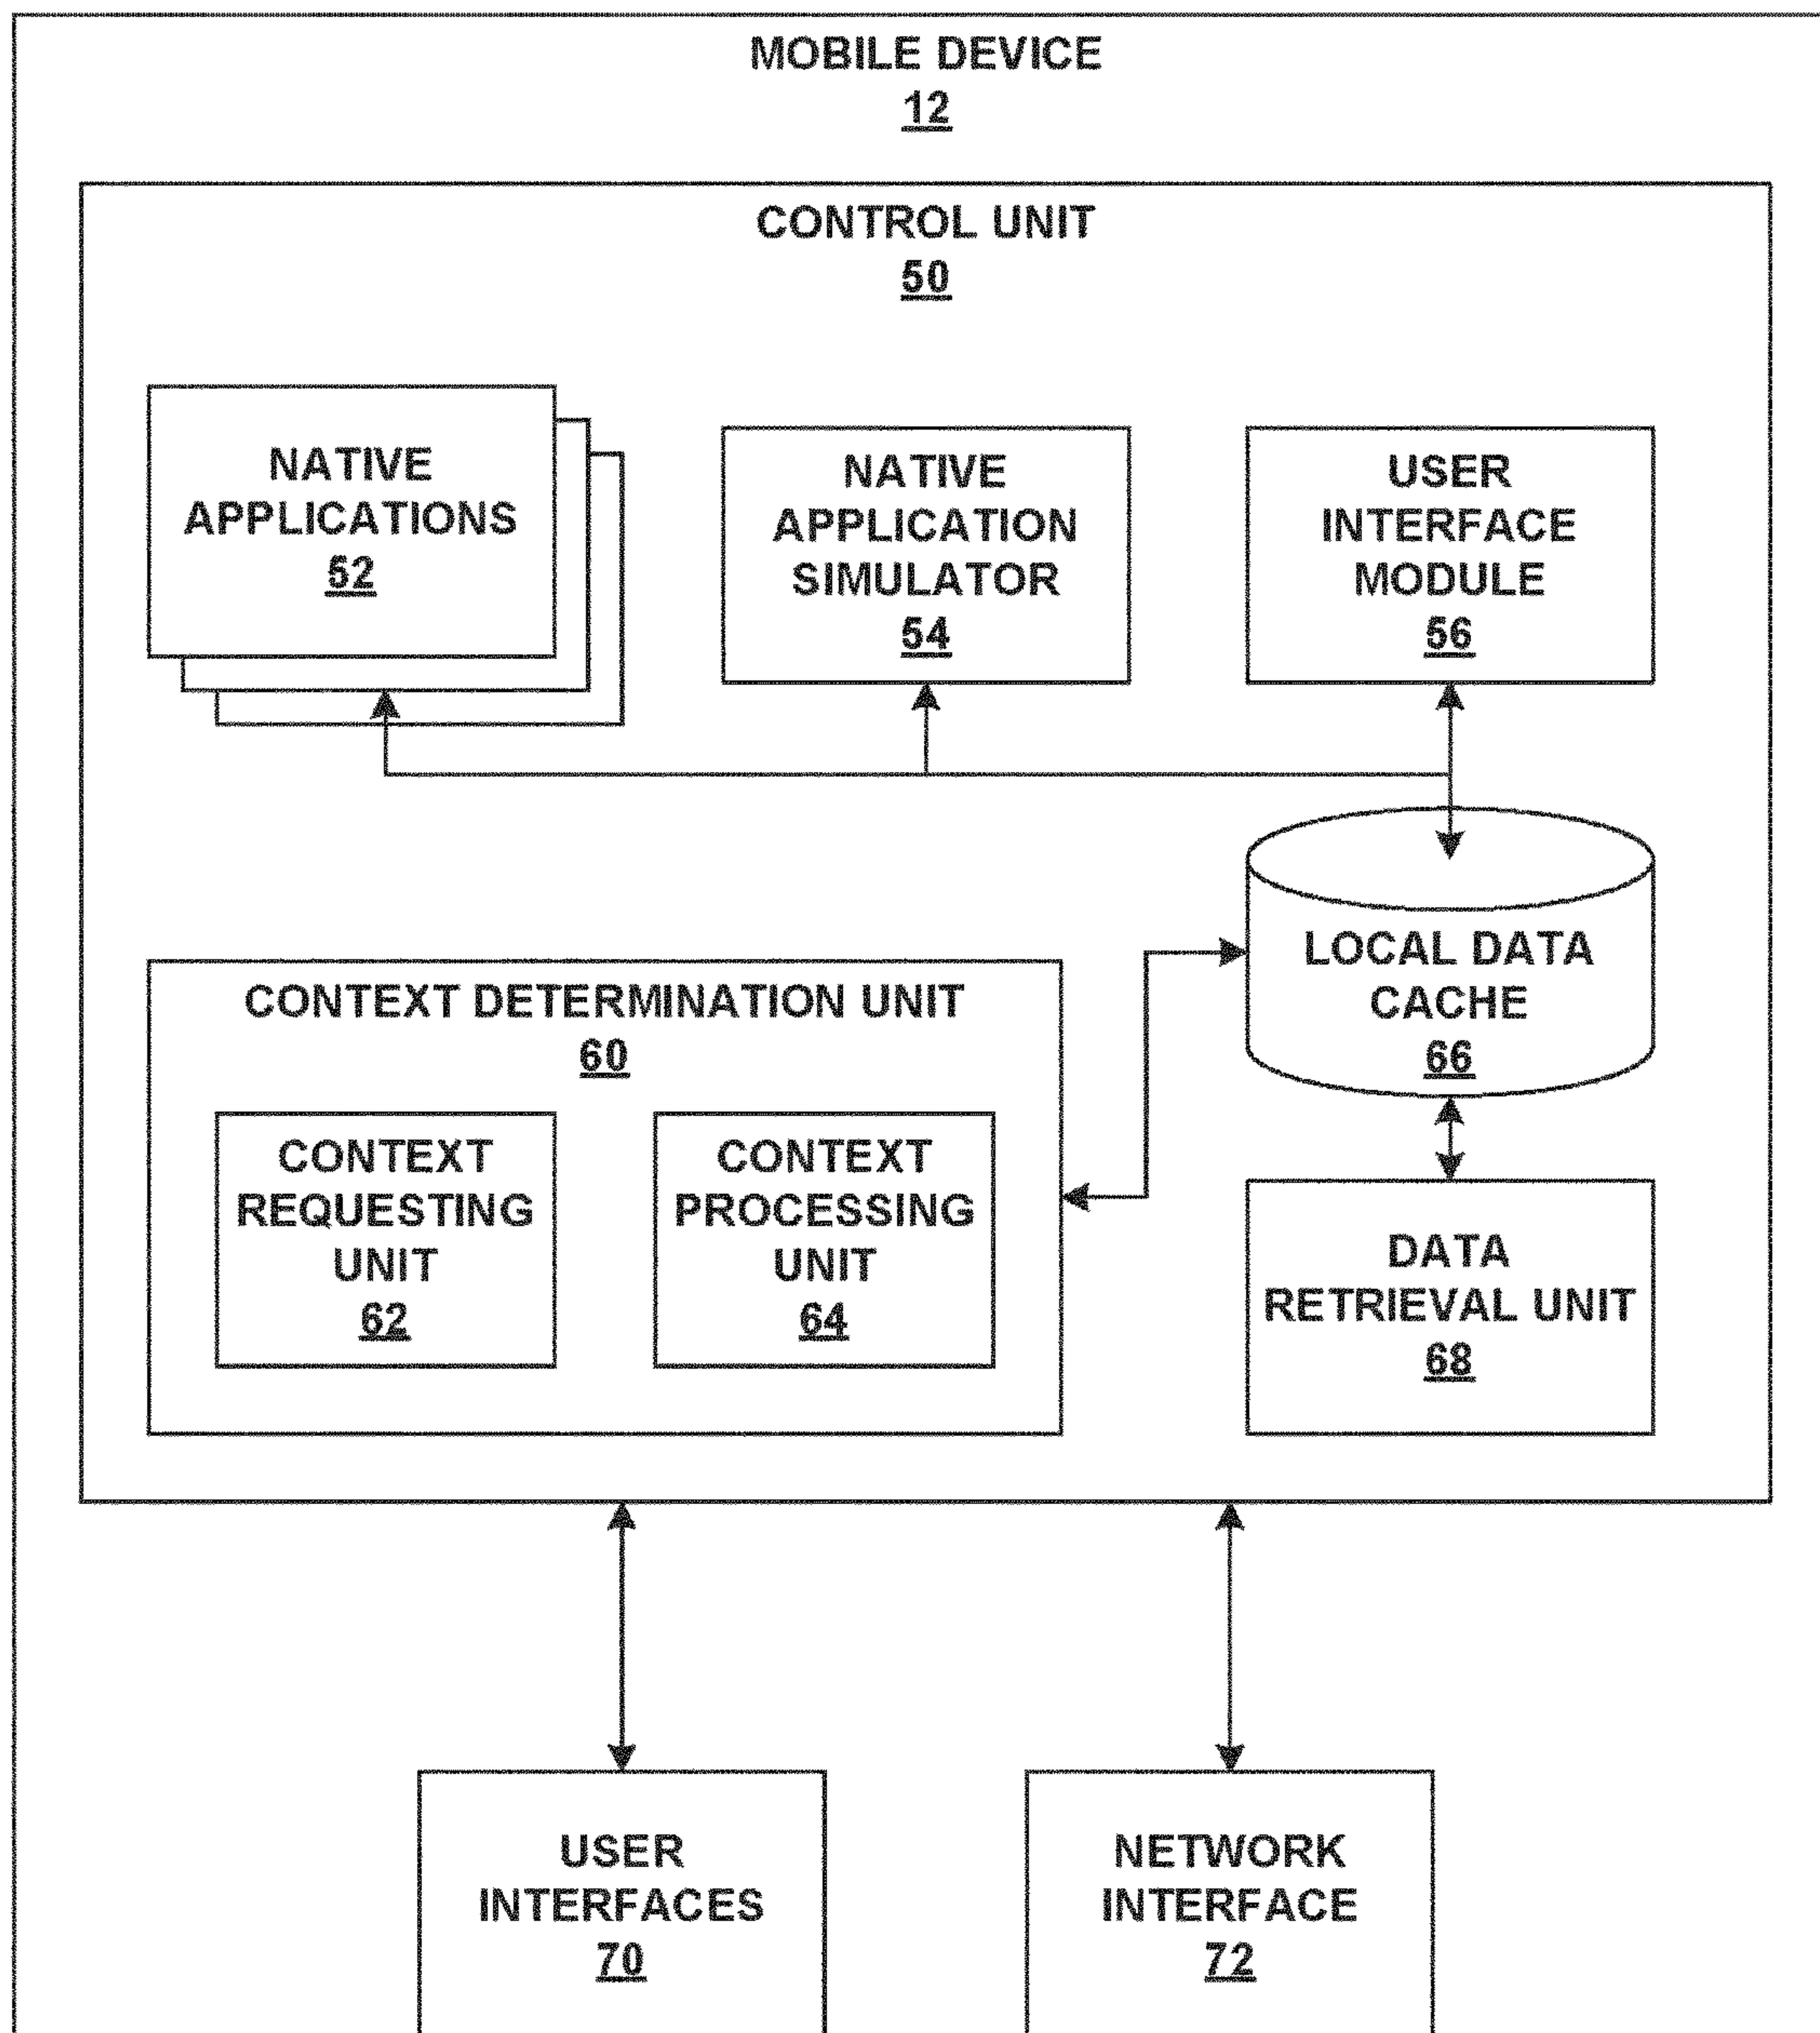 MOBILE DEVICE
12
CONTROL UNIT
50
NATIVE
APPLICATIONS
52
NATIVE
APPLICATION
SIMULATOR
54
USER
INTERFACE
MODULE
56
LOCAL DATA
CACHE
66
CONTEXT DETERMINATION UNIT
60
CONTEXT
REQUESTING
UNIT
62
CONTEXT
PROCESSING
UNIT
64
DATA
RETRIEVAL UNIT
68
USER
INTERFACES
70
NETWORK
INTERFACE
72